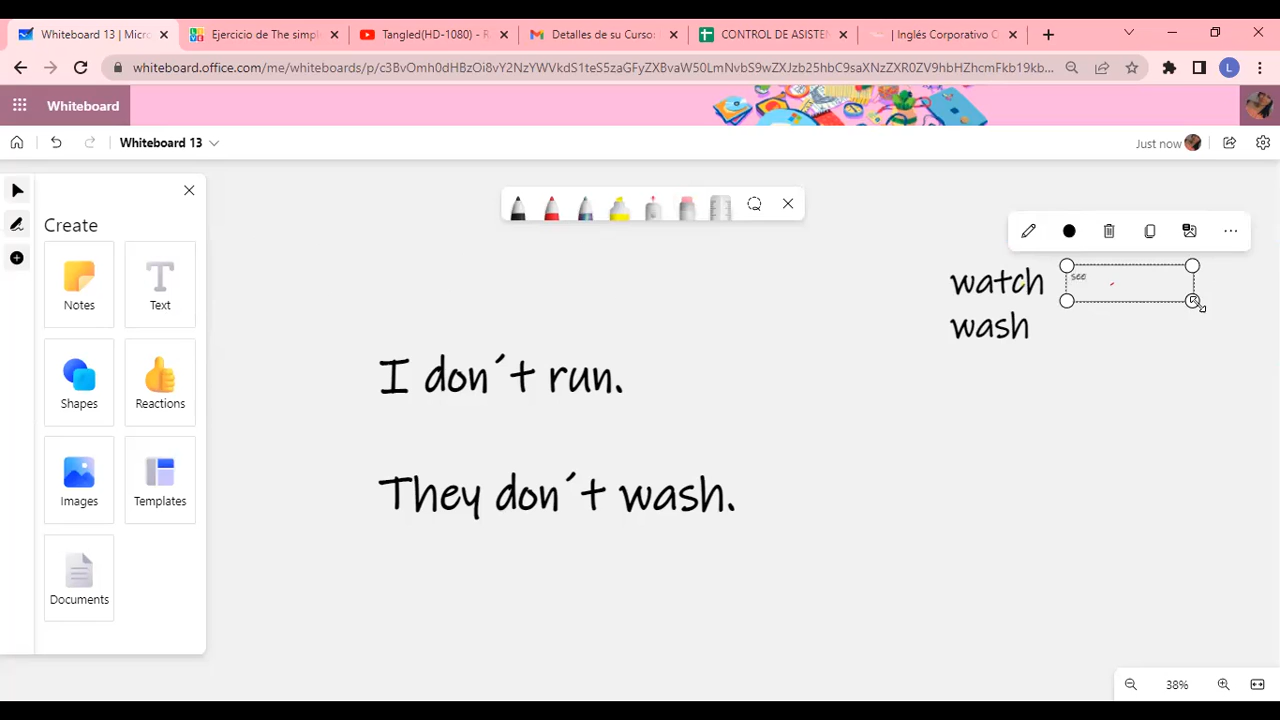 Whiteboard 13 | Micro
Ejercicio de The simpl
Tangled(HD-1080) - R
Detalles de su Curso:
CONTROL DE ASISTEN
| Inglés Corporativo C
whiteboard.office.com/me/whiteboards/p/
L
Whiteboard
Whiteboard 13
Just now
Create
Notes
Text
Shapes
Reactions
Images
Templates
Documents
watch
see
wash
I don´t run.
They don´t wash.
38%